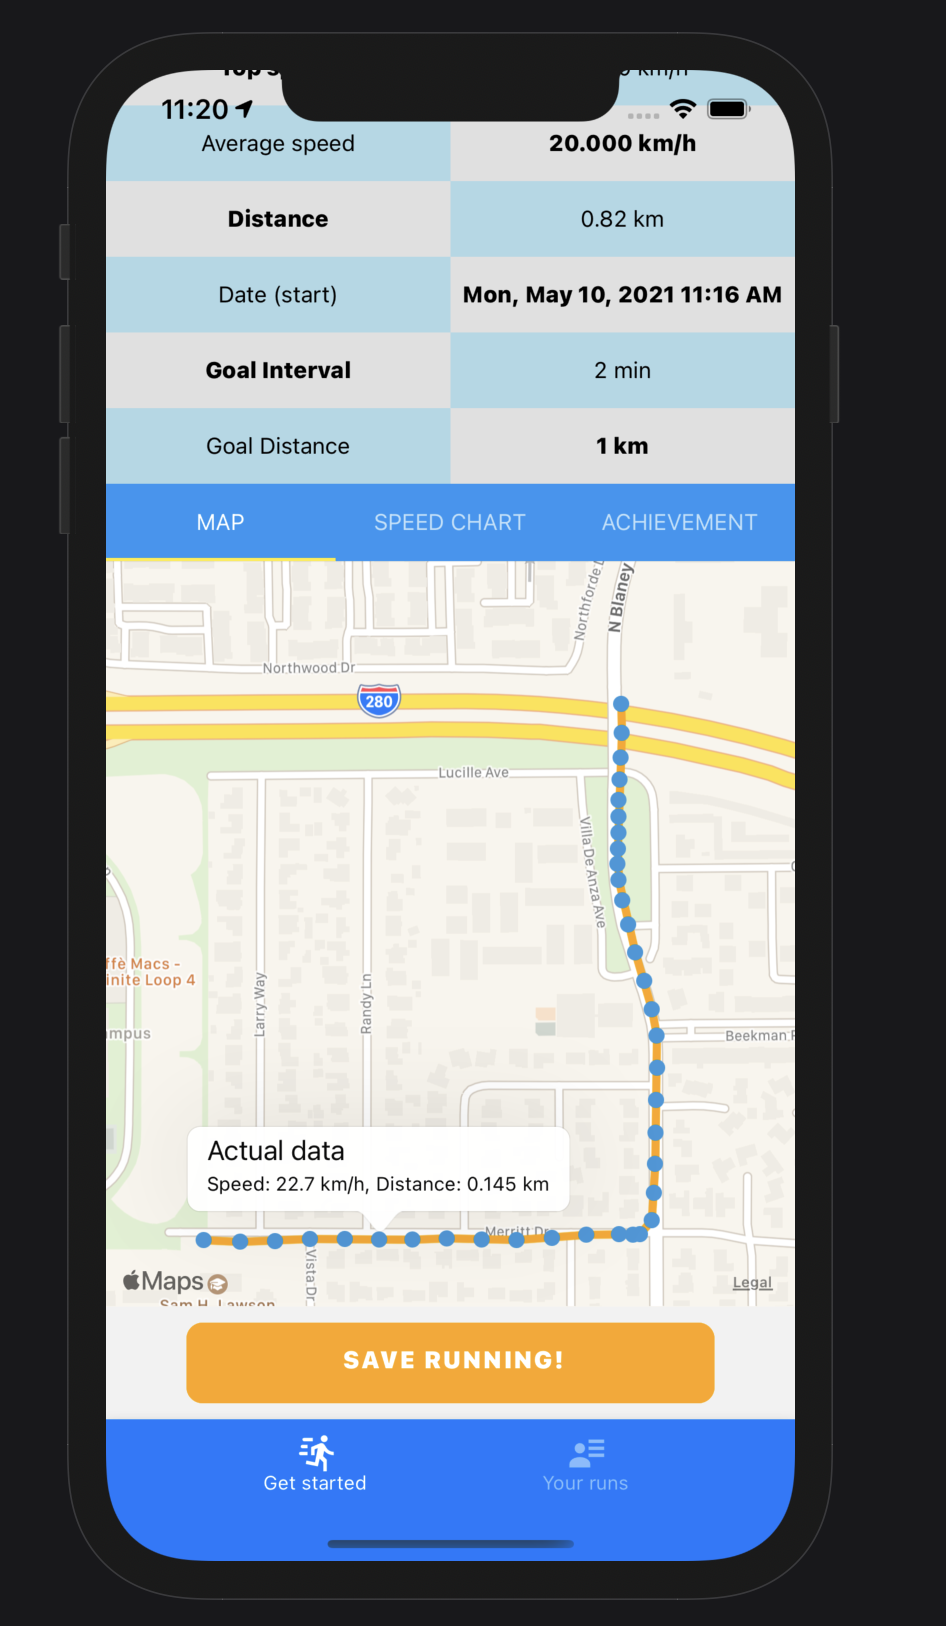 11:20
Average speed
20.000 km/h
Distance
0.82 km
Date (start)
Mon, May 10, 2021 11:16 AM
Goal Interval
2 min
Goal Distance
1 km
MAP
SPEED CHART
ACHIEVEMENT
N Blaney
Northwood Dr
280
Lucille Ave
Villa De Anza Ave
ffè Macs -
inite Loop 4
Larry Way
Randy Ln
ampus
Beekman
Actual data
Speed: 22.7 km/h, Distance: 0.145 km
Merritt Dr
Vista Dr
Maps
Legal
Sam H. Lawson
SAVE RUNNING!
Get started
Your runs